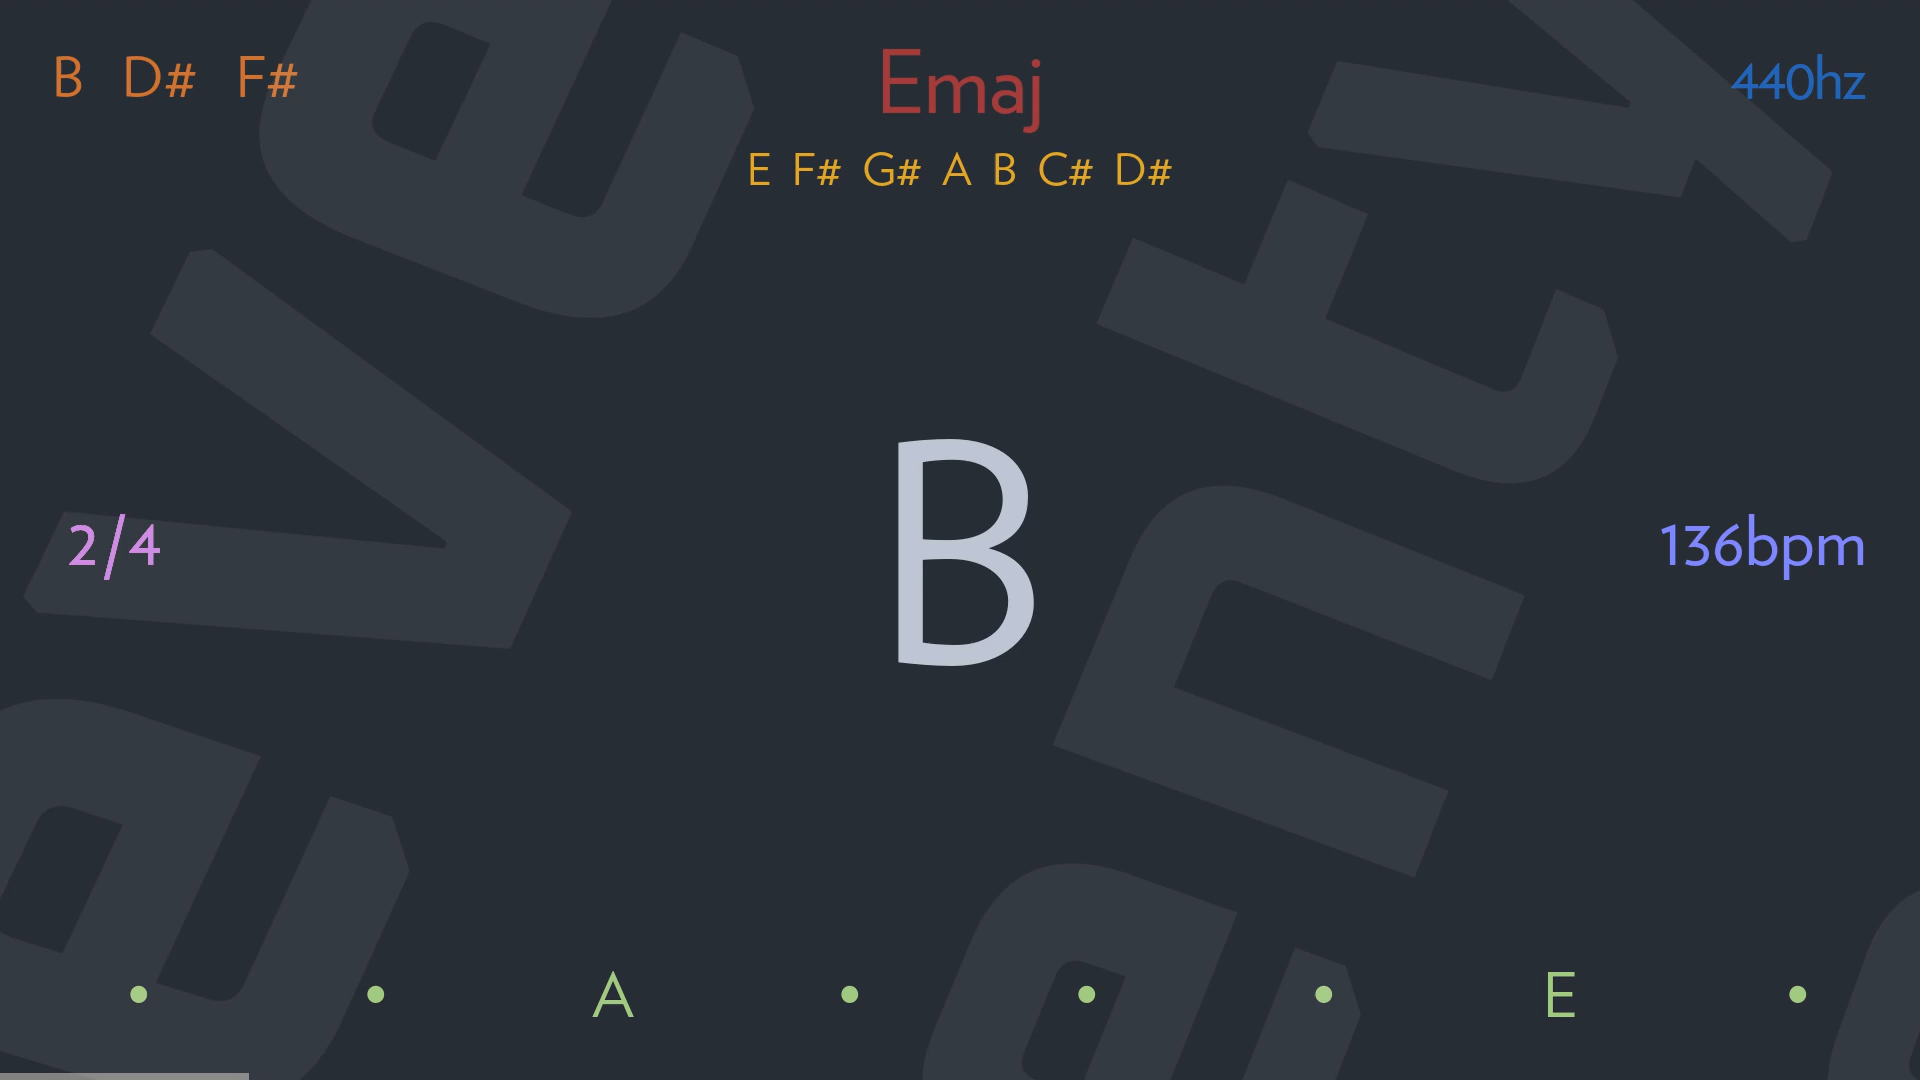 B D# F#
Emaj
440hz
E F# G# A B C# D#
2/4
B
136bpm
• • A • • • E •